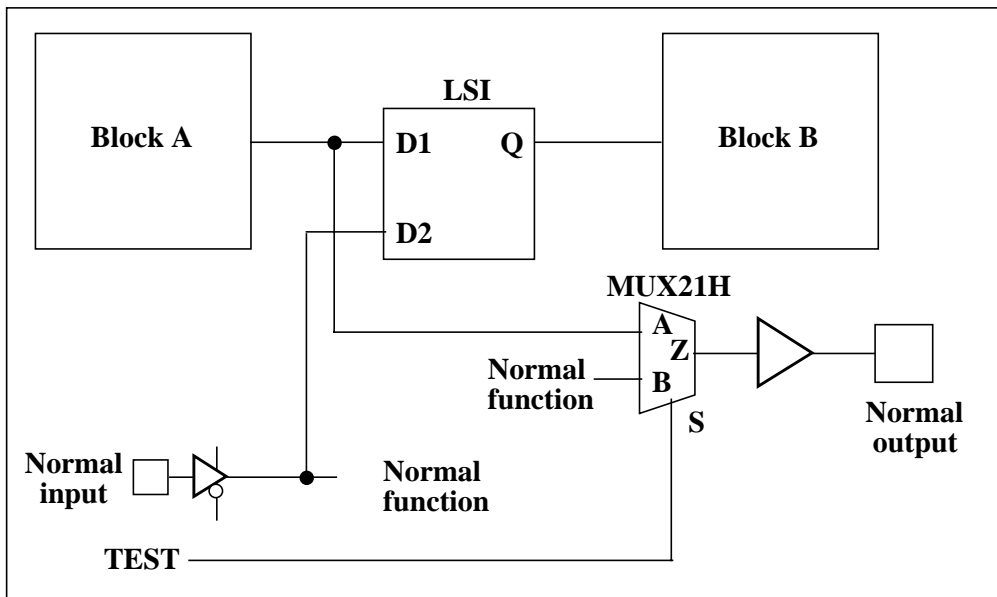 LSI
Block A
D1
Q
Block B
D2
MUX21H
A
Z
Normal
function
B
S
Normal
output
Normal
input
Normal
function
TEST